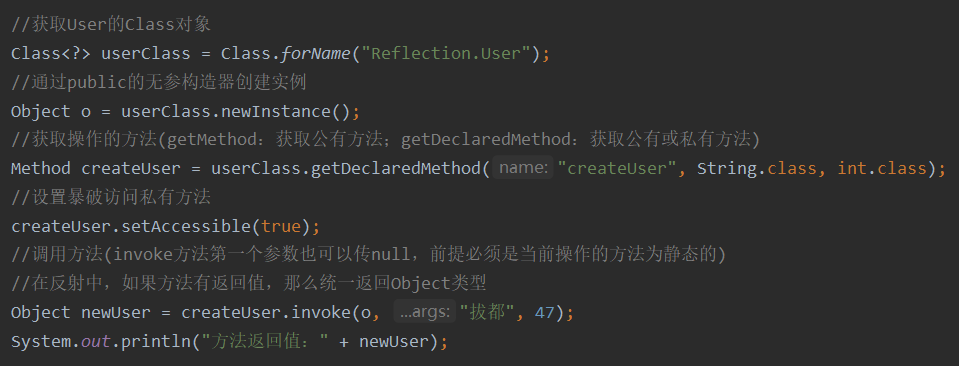 //获取User的Class对象
Class<?> userClass = Class.forName("Reflection.User");
//通过public的无参构造器创建实例
Object o = userClass.newInstance();
//获取操作的方法(getMethod：获取公有方法；getDeclaredMethod：获取公有或私有方法)
Method createUser = userClass.getDeclaredMethod( name: "createUser", String.class, int.class);
//设置暴破访问私有方法
createUser.setAccessible(true);
//调用方法(invoke方法第一个参数也可以传null，前提必须是当前操作的方法为静态的)
//在反射中，如果方法有返回值，那么统一返回Object类型
Object newUser = createUser.invoke(o, ...args: "拔都", 47);
System.out.println("方法返回值：" + newUser);